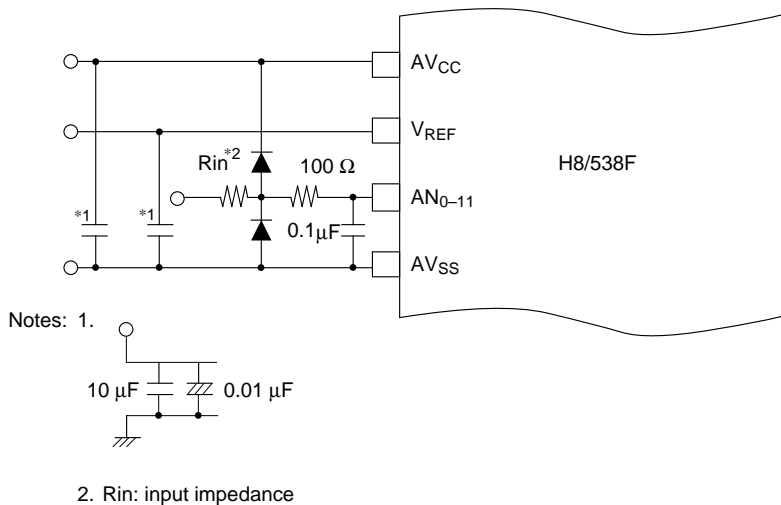 AVCC
VREF
H8/538F
Rin*2
100 Ω
AN0–11
*1
*1
0.1μF
AVSS
Notes: 1.
10 μF
0.01 μF
2. Rin: input impedance